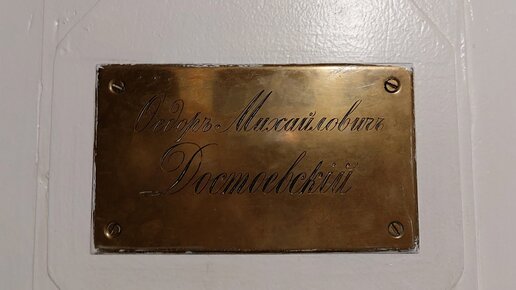 Ѳедоръ Михайловичъ
Достоевскій